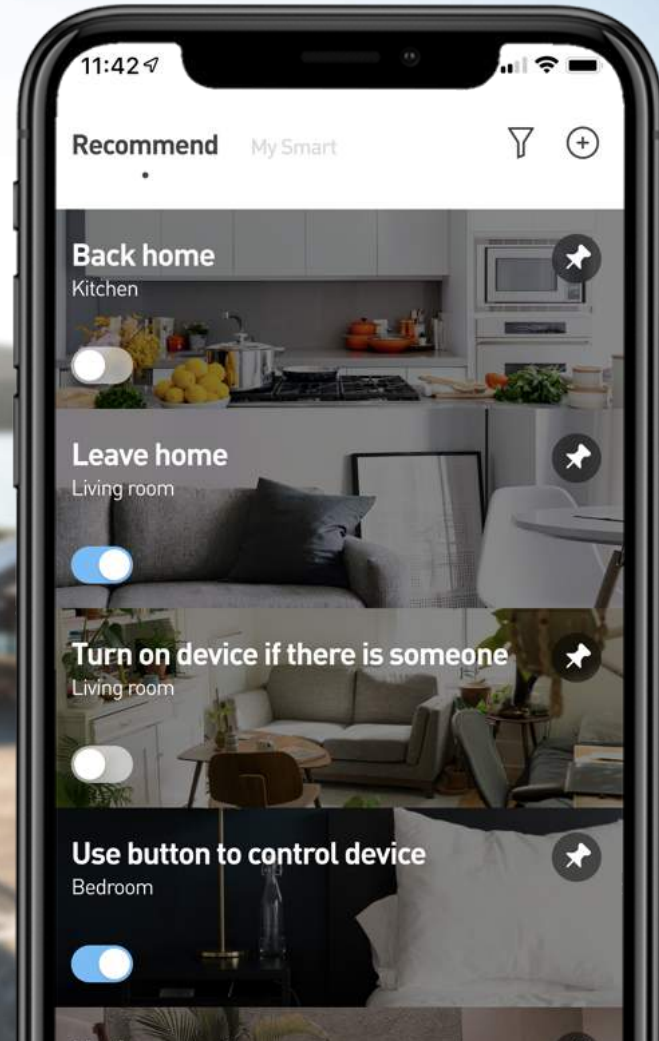 11:42
Recommend
My Smart
Back home
Kitchen
Leave home
Living room
Turn on device if there is someone
Living room
Use button to control device
Bedroom